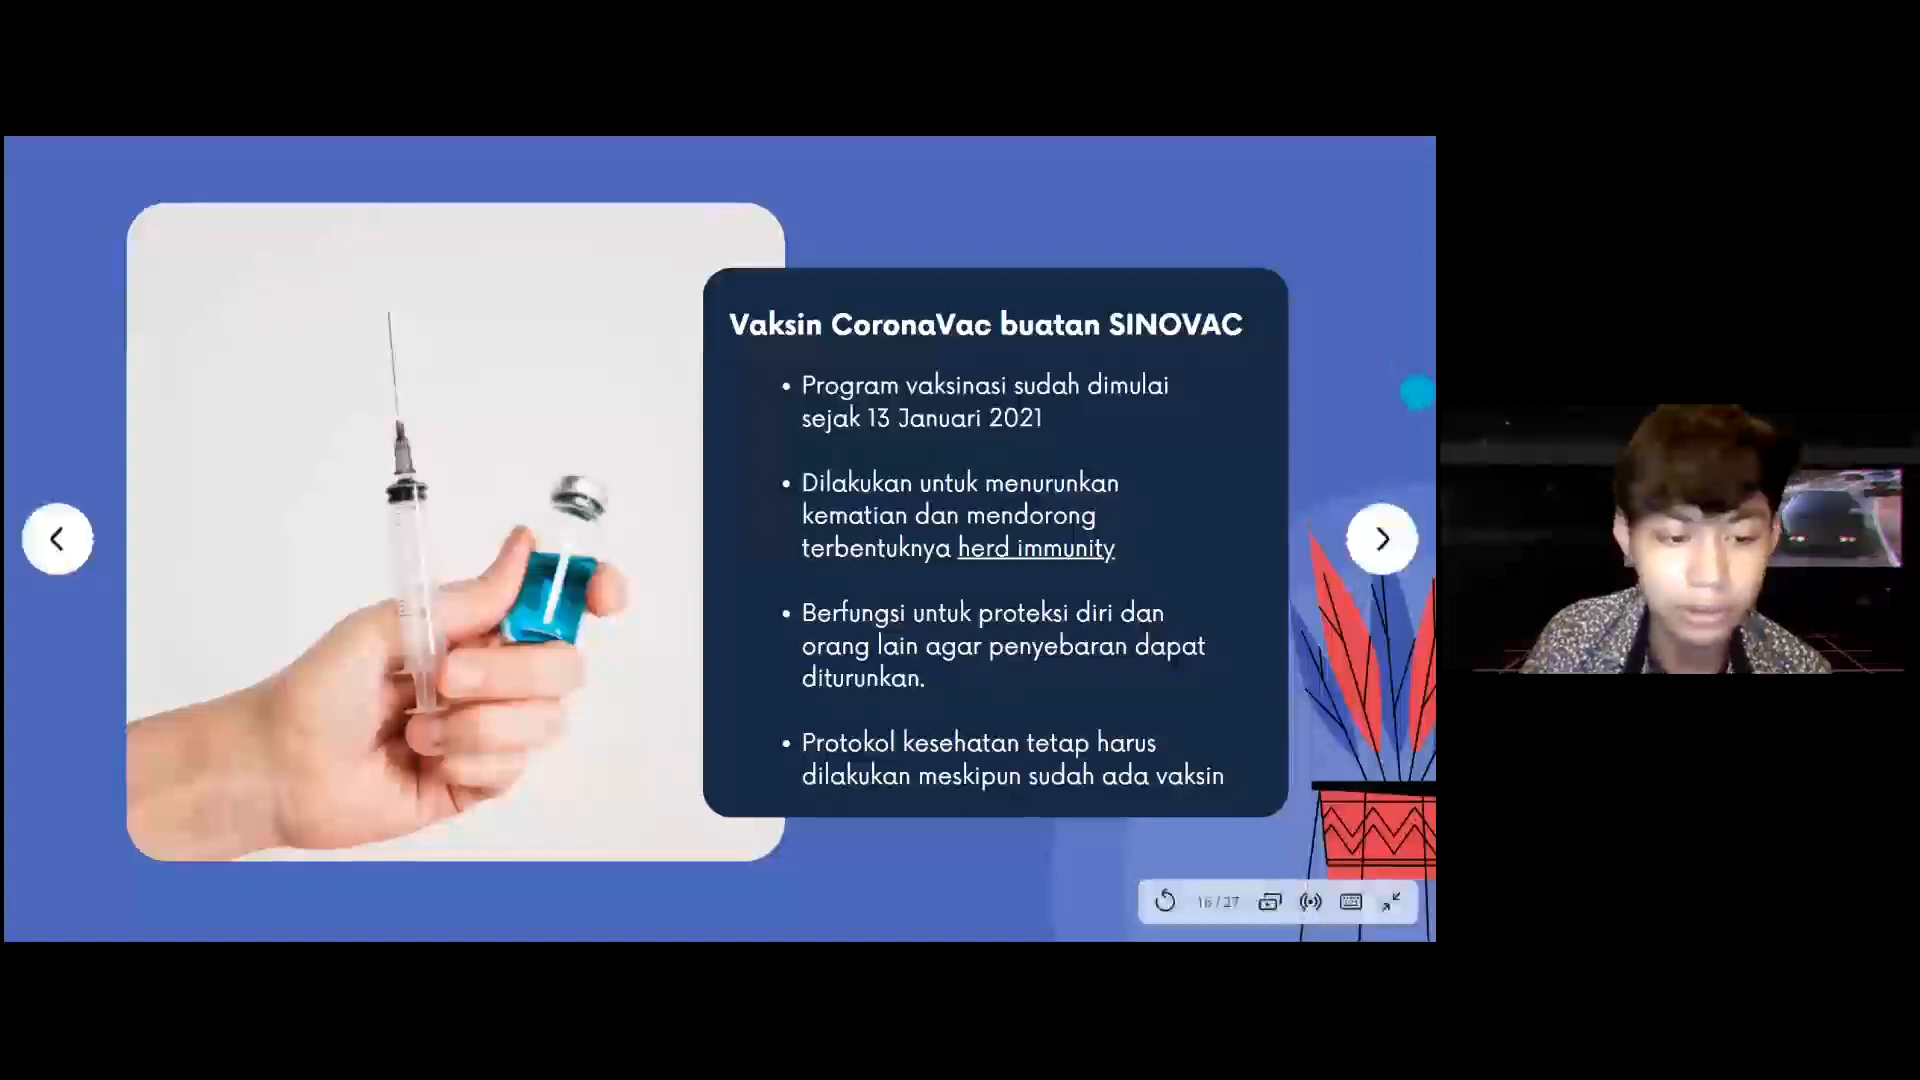 Vaksin CoronaVac buatan SINOVAC
• Program vaksinasi sudah dimulai
sejak 13 Januari 2021
• Dilakukan untuk menurunkan
kematian dan mendorong
terbentuknya herd immunity
• Berfungsi untuk proteksi diri dan
orang lain agar penyebaran dapat
diturunkan.
• Protokol kesehatan tetap harus
dilakukan meskipun sudah ada vaksin
16 / 27